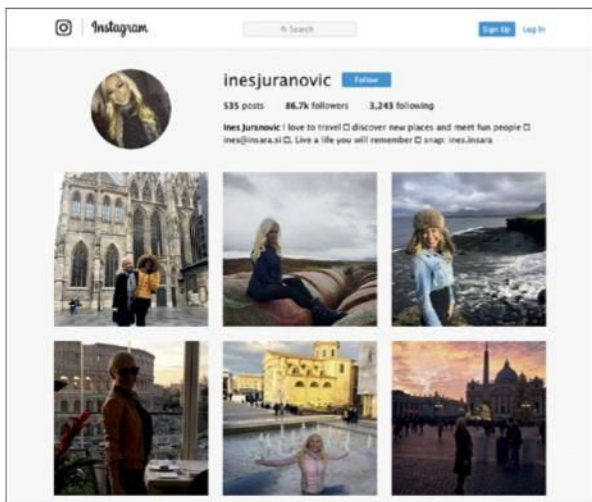 Instagram
Search
Sign Up Log In
inesjuranovic Follow
535 posts 86.7k followers 3,243 following
Ines Juranovic I love to travel □ discover new places and meet fun people □
ines@insara.si □. Live a life you will remember □ snap: ines.insara